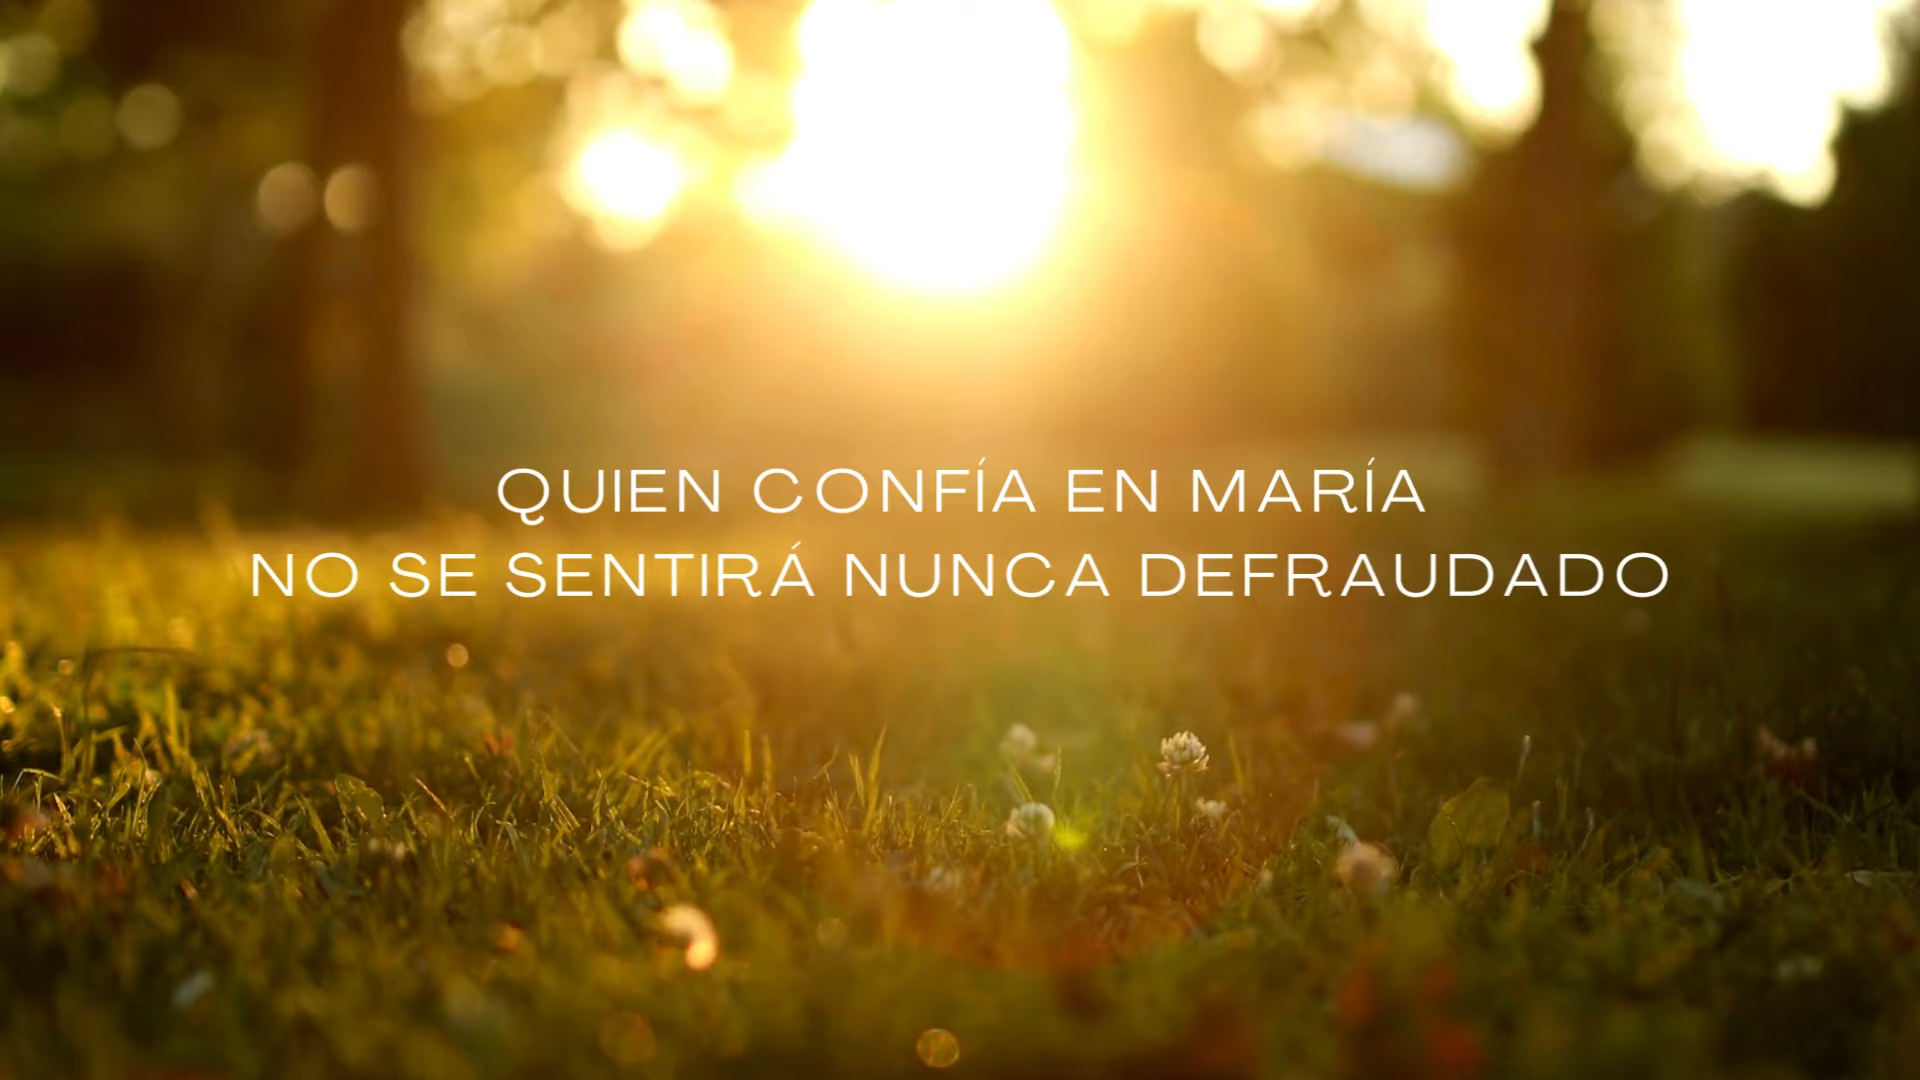 QUIEN CONFÍA EN MARÍA
NO SE SENTIRÁ NUNCA DEFRAUDADO